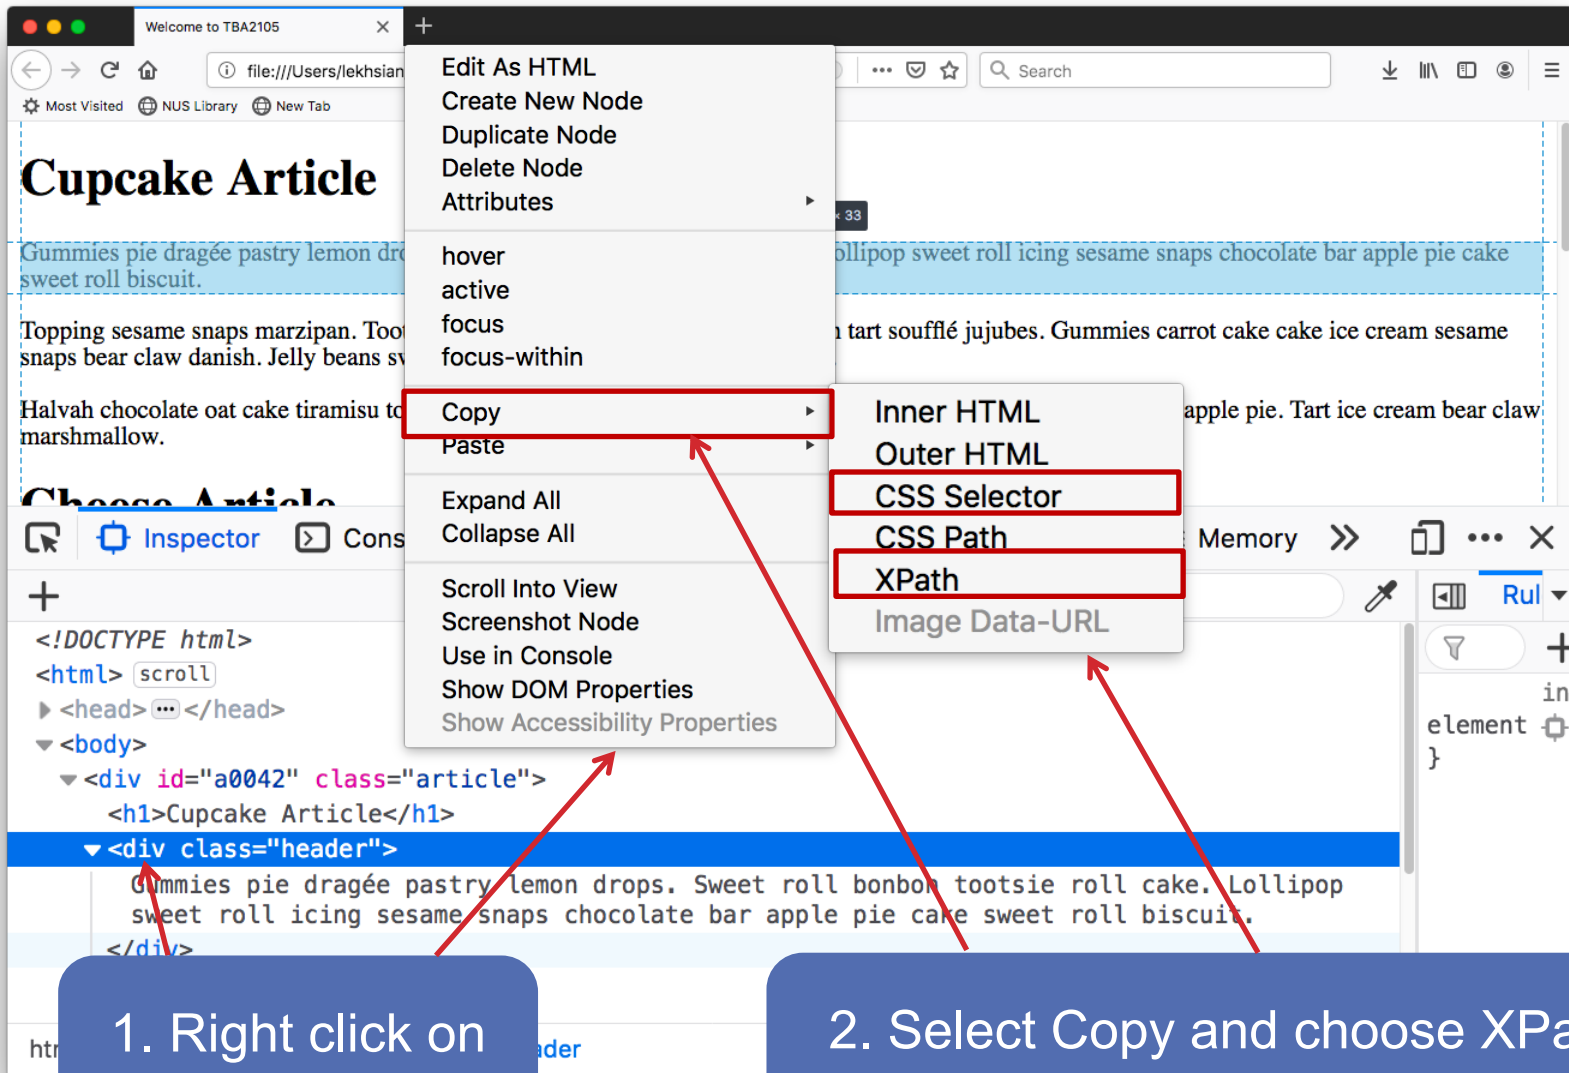 Welcome to TBA2105
file:///Users/lekhsian
Search
Most Visited NUS Library New Tab
Cupcake Article
33
Gummies pie dragée pastry lemon dro
ollipop sweet roll icing sesame snaps chocolate bar apple pie cake
sweet roll biscuit.
Topping sesame snaps marzipan. Toot
tart soufflé jujubes. Gummies carrot cake cake ice cream sesame
snaps bear claw danish. Jelly beans sw
Halvah chocolate oat cake tiramisu to
apple pie. Tart ice cream bear claw
marshmallow.
Choose Article
Edit As HTML
Create New Node
Duplicate Node
Delete Node
Attributes
hover
active
focus
focus-within
Copy
Paste
Expand All
Collapse All
Scroll Into View
Screenshot Node
Use in Console
Show DOM Properties
Show Accessibility Properties
Inner HTML
Outer HTML
CSS Selector
CSS Path
XPath
Image Data-URL
Inspector Cons Memory
Rul
<!DOCTYPE html>
<html> scroll
<head> </head>
<body>
<div id="a0042" class="article">
<h1>Cupcake Article</h1>
<div class="header">
Gummies pie dragée pastry lemon drops. Sweet roll bonbon tootsie roll cake. Lollipop
sweet roll icing sesame snaps chocolate bar apple pie cake sweet roll biscuit.
</div>
in
element
}
1. Right click on
2. Select Copy and choose XPa
htm
ader